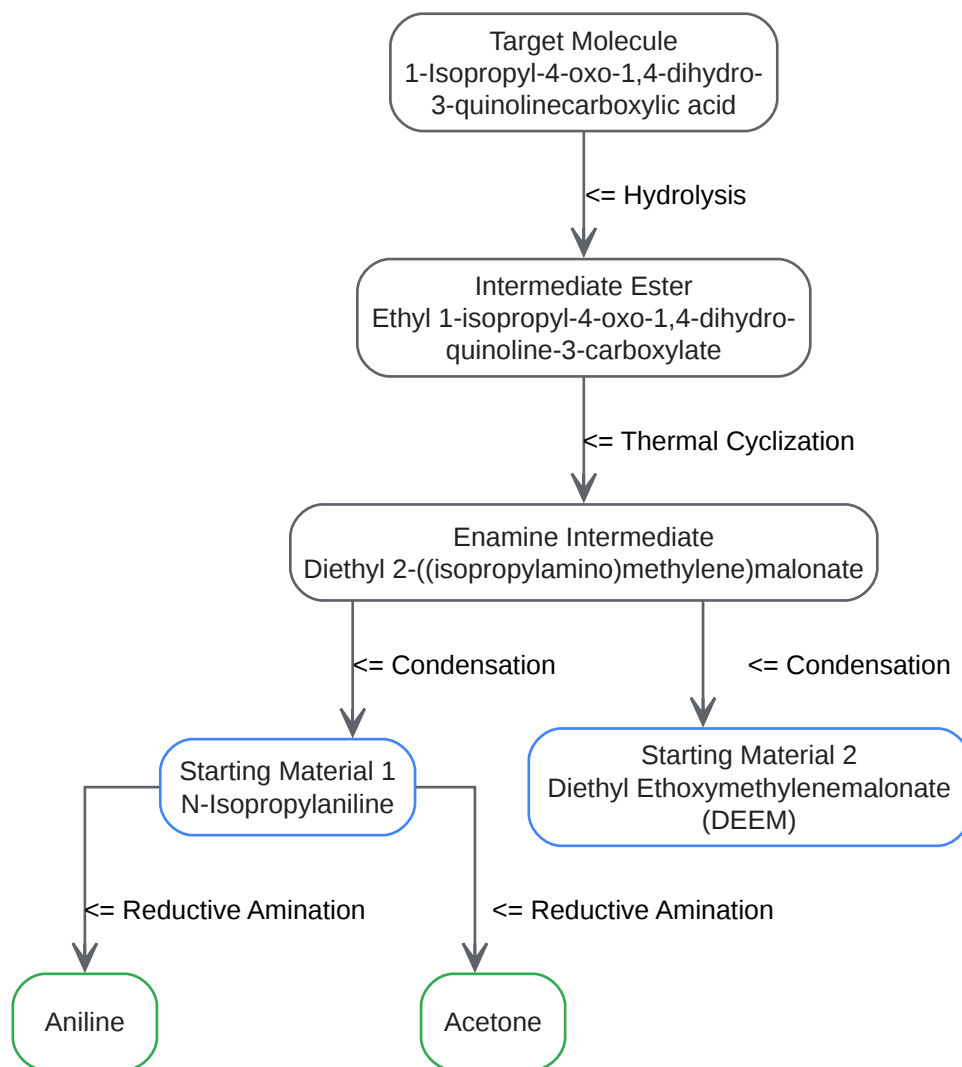 Target Molecule
1-Isopropyl-4-oxo-1,4-dihydro-
3-quinolinecarboxylic acid
<= Hydrolysis
Intermediate Ester
Ethyl 1-isopropyl-4-oxo-1,4-dihydro-
quinoline-3-carboxylate
<= Thermal Cyclization
Enamine Intermediate
Diethyl 2-((isopropylamino)methylene)malonate
<= Condensation
<= Condensation
Starting Material 1
N-Isopropylaniline
Starting Material 2
Diethyl Ethoxymethylenemalonate
(DEEM)
<= Reductive Amination
<= Reductive Amination
Aniline
Acetone